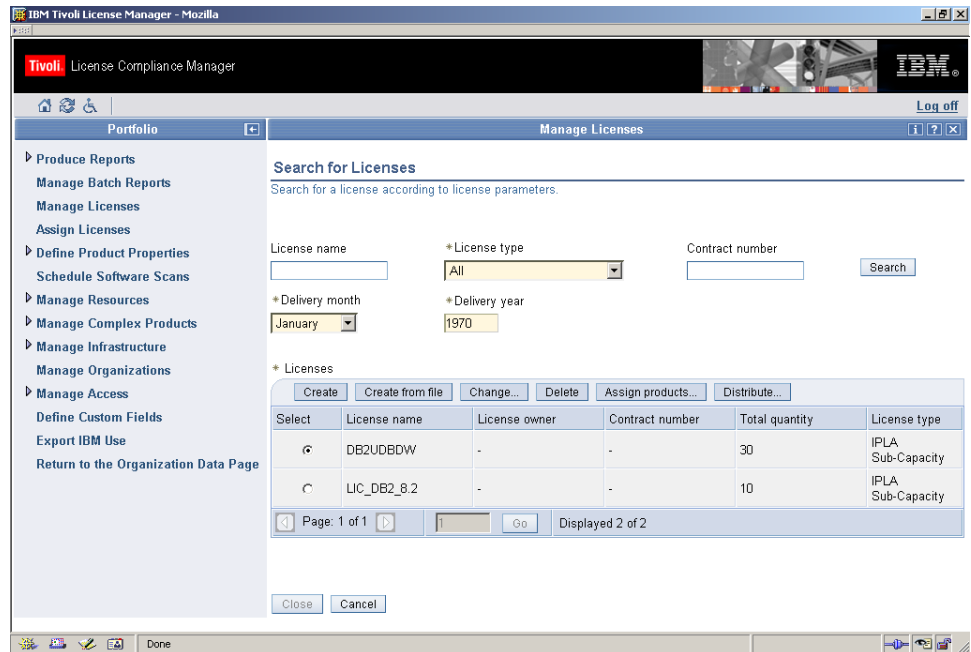 IBM Tivoli License Manager - Mozilla
Tivoli. License Compliance Manager
IBM®
Log off
Portfolio
Manage Licenses
Produce Reports
Manage Batch Reports
Manage Licenses
Assign Licenses
Define Product Properties
Schedule Software Scans
Manage Resources
Manage Complex Products
Manage Infrastructure
Manage Organizations
Manage Access
Define Custom Fields
Export IBM Use
Return to the Organization Data Page
Search for Licenses
Search for a license according to license parameters.
License name *License type Contract number
All Search
*Delivery month *Delivery year
January 1970
* Licenses
Create Create from file Change... Delete Assign products... Distribute...
Select License name License owner Contract number Total quantity License type
DB2UDBDW - - 30 IPLA Sub-Capacity
LIC_DB2_8.2 - - 10 IPLA Sub-Capacity
Page: 1 of 1 1 Go Displayed 2 of 2
Close Cancel
Done